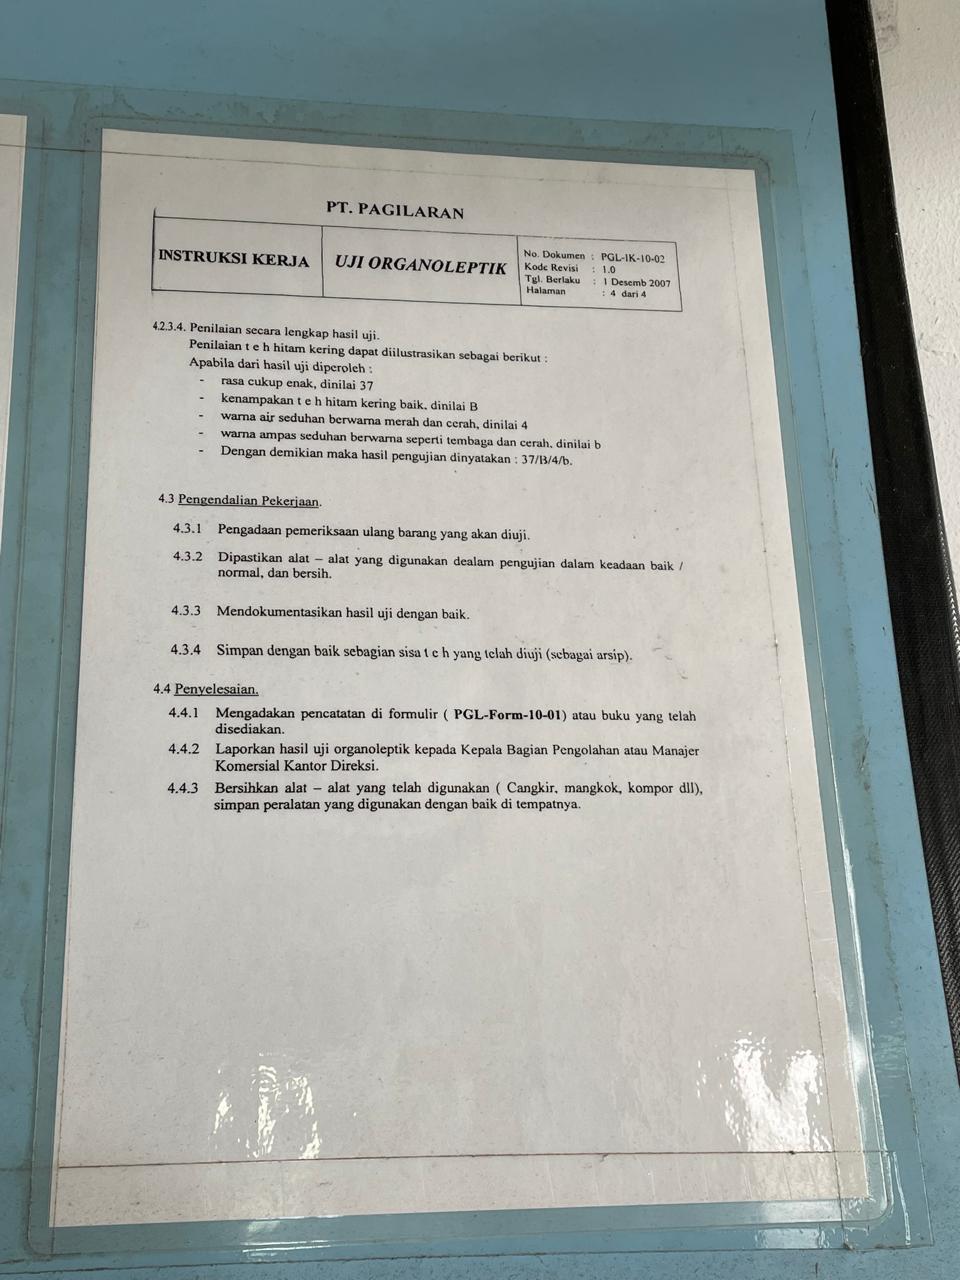 PT. PAGILARAN
INSTRUKSI KERJA
UJI ORGANOLEPTIK
No. Dokumen : PGL-IK-10-02
Kode Revisi : 1.0
Tgl. Berlaku : 1 Desemb 2007
Halaman : 4 dari 4
4.2.3.4. Penilaian secara lengkap hasil uji.
Penilaian t e h hitam kering dapat diilustrasikan sebagai berikut :
Apabila dari hasil uji diperoleh :
- rasa cukup enak, dinilai 37
- kenampakan t e h hitam kering baik, dinilai B
- warna air seduhan berwarna merah dan cerah, dinilai 4
- warna ampas seduhan berwarna seperti tembaga dan cerah, dinilai b
- Dengan demikian maka hasil pengujian dinyatakan : 37/B/4/b.
4.3 Pengendalian Pekerjaan.
4.3.1 Pengadaan pemeriksaan ulang barang yang akan diuji.
4.3.2 Dipastikan alat – alat yang digunakan dealam pengujian dalam keadaan baik /
normal, dan bersih.
4.3.3 Mendokumentasikan hasil uji dengan baik.
4.3.4 Simpan dengan baik sebagian sisa t e h yang telah diuji (sebagai arsip).
4.4 Penyelesaian.
4.4.1 Mengadakan pencatatan di formulir ( PGL-Form-10-01) atau buku yang telah
disediakan.
4.4.2 Laporkan hasil uji organoleptik kepada Kepala Bagian Pengolahan atau Manajer
Komersial Kantor Direksi.
4.4.3 Bersihkan alat – alat yang telah digunakan ( Cangkir, mangkok, kompor dll),
simpan peralatan yang digunakan dengan baik di tempatnya.